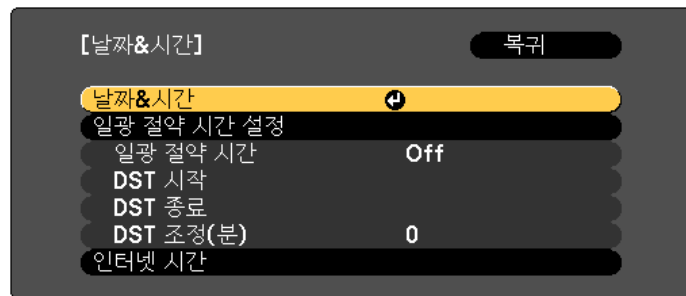 [날짜&시간] 복귀
날짜&시간
일광 절약 시간 설정
일광 절약 시간 Off
DST 시작
DST 종료
DST 조정(분) 0
인터넷 시간